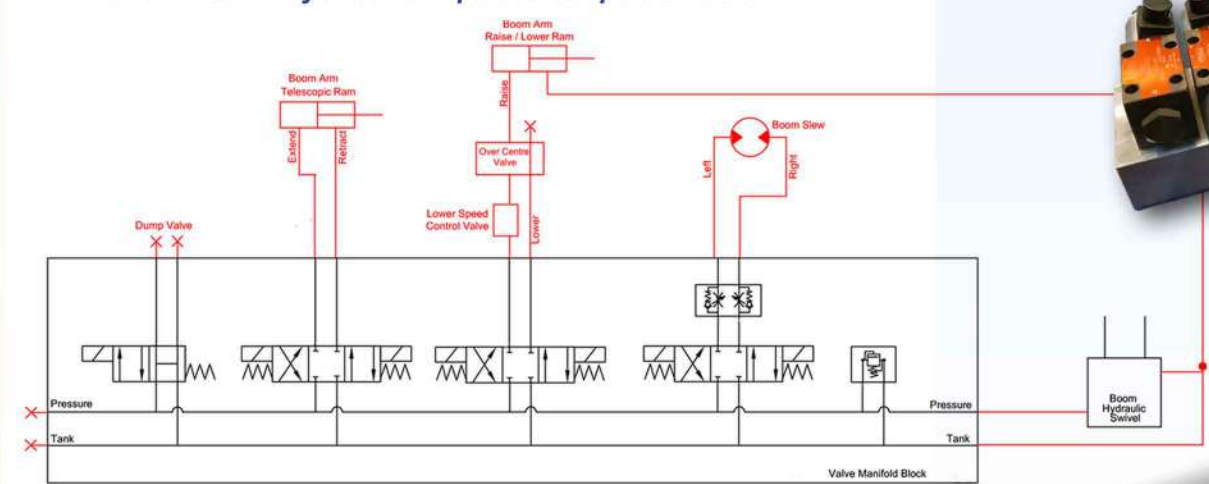 Boom Arm
Raise / Lower Ram
Boom Arm
Telescopic Ram
Raise
Boom Slew
Extend
Retract
Over Centre
Valve
Left
Right
Lower Speed
Control Valve
Lower
Dump Valve
Pressure
Pressure
Boom
Hydraulic
Swivel
Tank
Tank
Valve Manifold Block